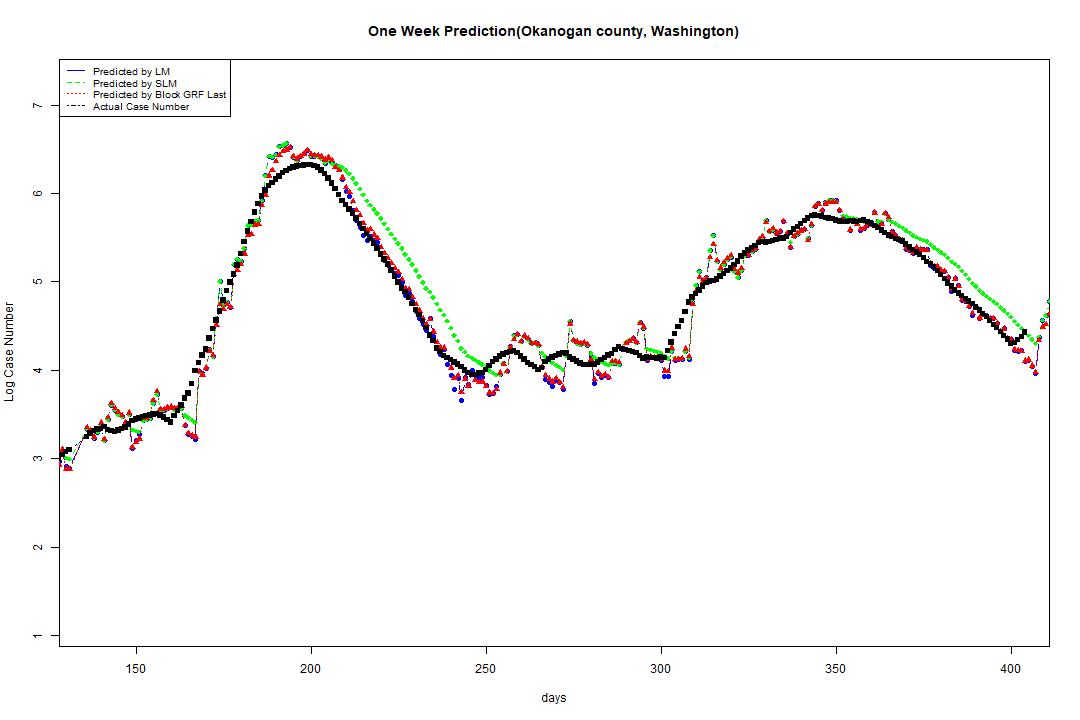 One Week Prediction(Okanogan county, Washington)
Predicted by LM
Predicted by SLM
Predicted by Block GRF Last
Actual Case Number
Log Case Number
7
6
5
4
3
2
1
150 200 250 300 350 400
days